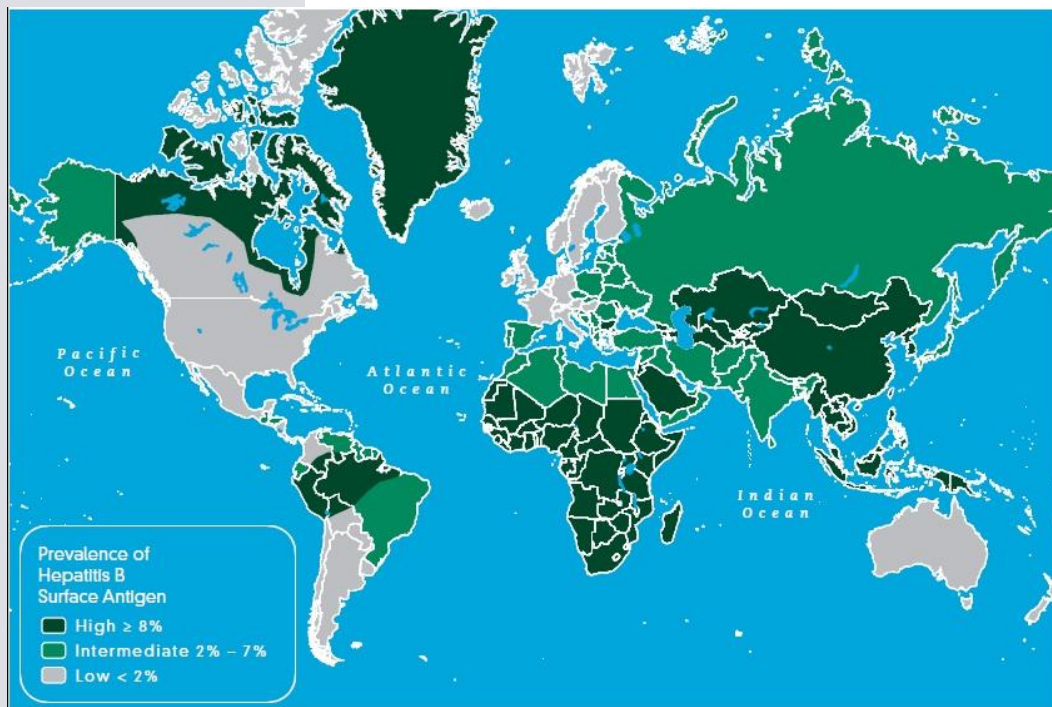 Pacific
Ocean
Atlantic
Ocean
Indian
Ocean
Prevalence of
Hepatitis B
Surface Antigen
High ≥ 8%
Intermediate 2% – 7%
Low < 2%